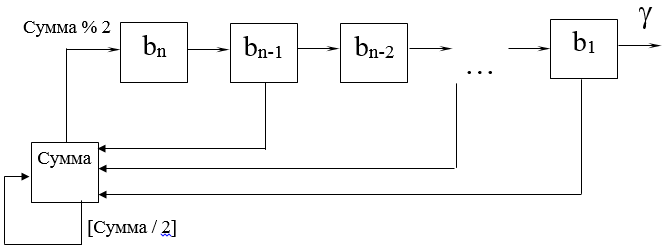 Сумма % 2
bn
bn-1
bn-2
...
b1
γ
Сумма
[Сумма / 2]